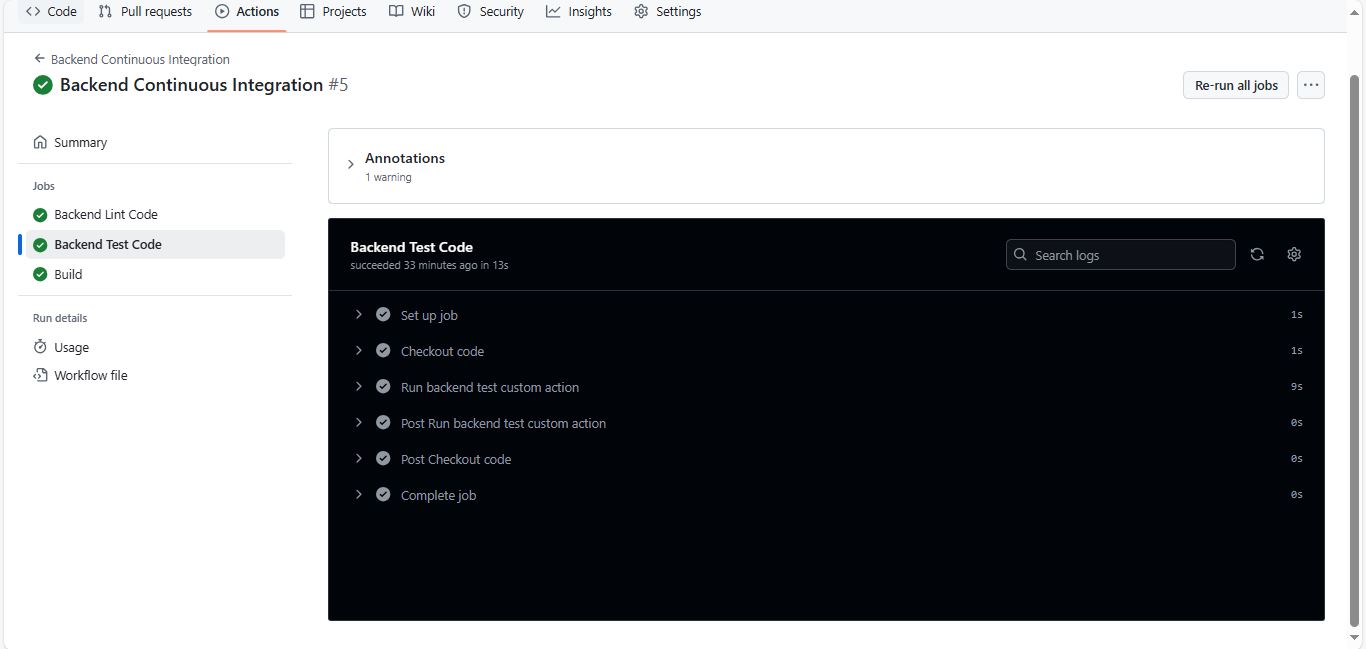 Code Pull requests Actions Projects Wiki Security Insights Settings
Backend Continuous Integration
Backend Continuous Integration #5
Re-run all jobs
Summary
Jobs
Backend Lint Code
Backend Test Code
Build
Run details
Usage
Workflow file
Annotations
1 warning
Backend Test Code
succeeded 33 minutes ago in 13s
Search logs
Set up job 1s
Checkout code 1s
Run backend test custom action 9s
Post Run backend test custom action 0s
Post Checkout code 0s
Complete job 0s